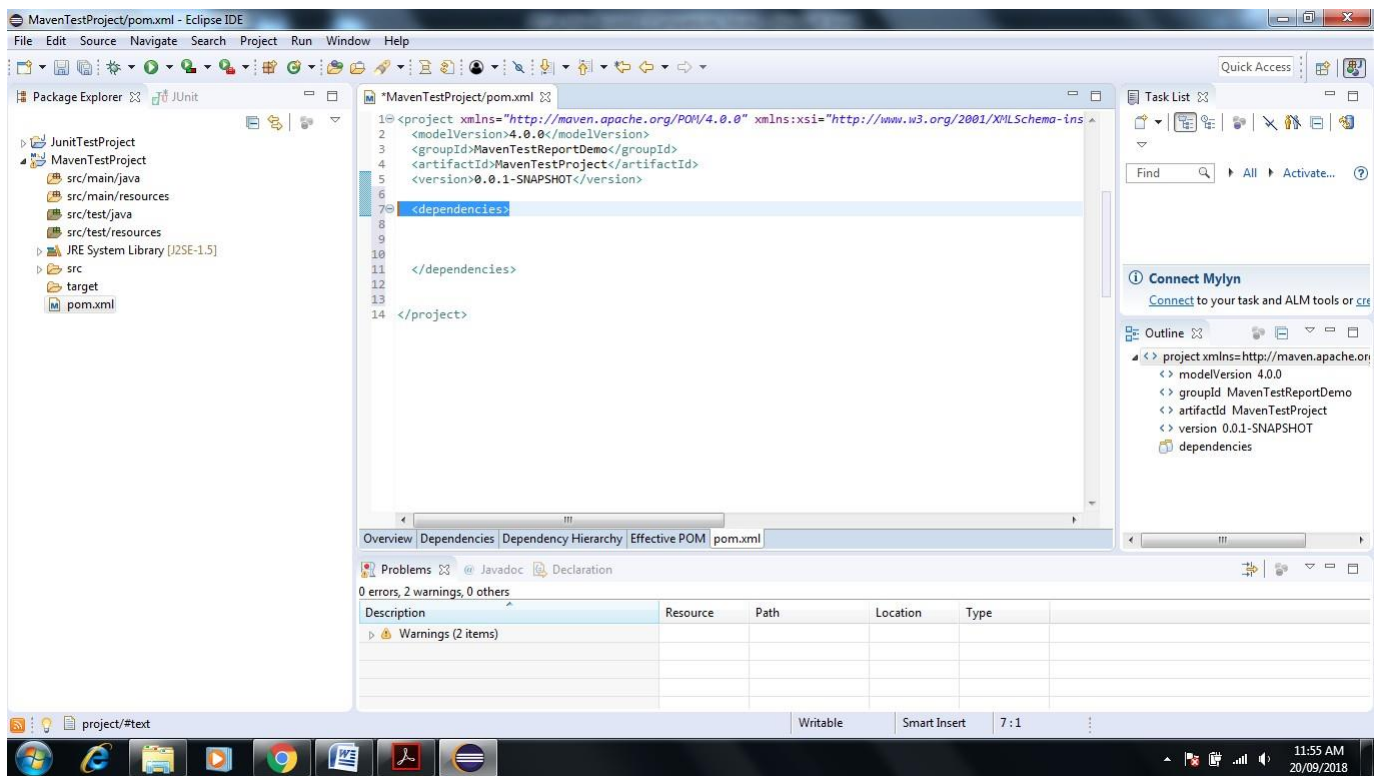 MavenTestProject/pom.xml - Eclipse IDE
File Edit Source Navigate Search Project Run Window Help
Quick Access
Package Explorer JUnit
JunitTestProject
MavenTestProject
src/main/java
src/main/resources
src/test/java
src/test/resources
JRE System Library [J2SE-1.5]
src
target
pom.xml
*MavenTestProject/pom.xml
1 <project xmlns="http://maven.apache.org/POM/4.0.0" xmlns:xsi="http://www.w3.org/2001/XMLSchema-ins
2 <modelVersion>4.0.0</modelVersion>
3 <groupId>MavenTestReportDemo</groupId>
4 <artifactId>MavenTestProject</artifactId>
5 <version>0.0.1-SNAPSHOT</version>
6
7 <dependencies>
8
9
10
11 </dependencies>
12
13
14 </project>
Overview Dependencies Dependency Hierarchy Effective POM pom.xml
Task List
Find All Activate...
Connect Mylyn
Connect to your task and ALM tools or cre
Outline
project xmlns=http://maven.apache.or
modelVersion 4.0.0
groupId MavenTestReportDemo
artifactId MavenTestProject
version 0.0.1-SNAPSHOT
dependencies
Problems @ Javadoc Declaration
0 errors, 2 warnings, 0 others
Description Resource Path Location Type
Warnings (2 items)
project/#text Writable Smart Insert 7 : 1
11:55 AM
20/09/2018